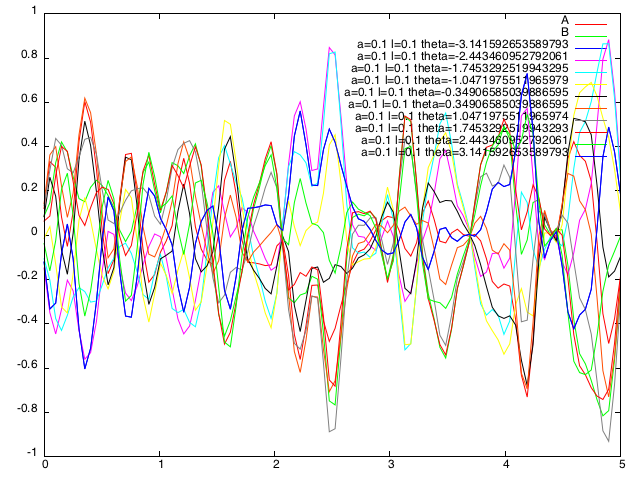 1
0.8
0.6
0.4
0.2
0
-0.2
-0.4
-0.6
-0.8
-1
A
B
a=0.1 l=0.1 theta=-3.141592653589793
a=0.1 l=0.1 theta=-2.443460952792061
a=0.1 l=0.1 theta=-1.7453292519943295
a=0.1 l=0.1 theta=-1.0471975511965979
a=0.1 l=0.1 theta=-0.34906585039886595
a=0.1 l=0.1 theta=0.34906585039886595
a=0.1 l=0.1 theta=1.0471975511965974
a=0.1 l=0.1 theta=1.7453292519943293
a=0.1 l=0.1 theta=2.443460952792061
a=0.1 l=0.1 theta=3.141592653589793
0 1 2 3 4 5